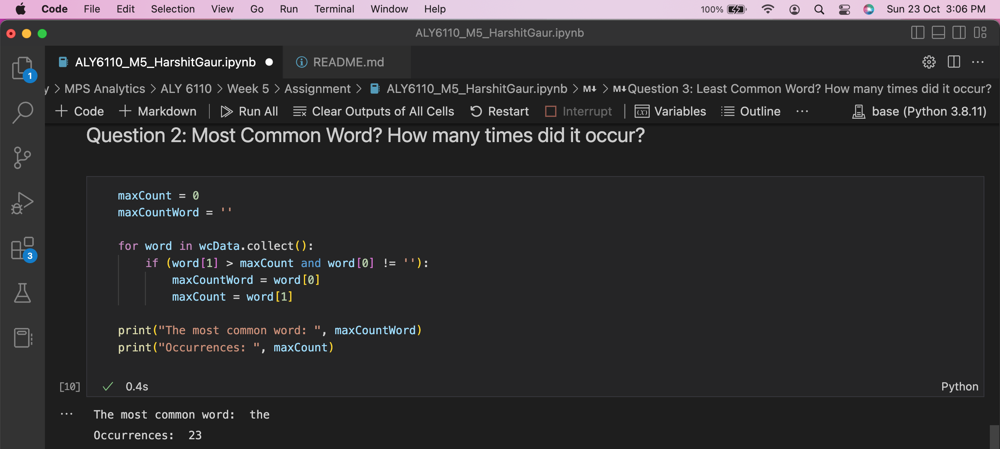 Code File Edit Selection View Go Run Terminal Window Help 100% Sun 23 Oct 3:06 PM
ALY6110_M5_HarshitGaur.ipynb
ALY6110_M5_HarshitGaur.ipynb README.md
y > MPS Analytics > ALY 6110 > Week 5 > Assignment > ALY6110_M5_HarshitGaur.ipynb > M↓ > M↓Question 3: Least Common Word? How many times did it occur?
+ Code + Markdown | Run All Clear Outputs of All Cells Restart Interrupt | (x) Variables Outline ··· base (Python 3.8.11)
1
3
Question 2: Most Common Word? How many times did it occur?
maxCount = 0
maxCountWord = ''
for word in wcData.collect():
    if (word[1] > maxCount and word[0] != ''):
        maxCountWord = word[0]
        maxCount = word[1]
print("The most common word: ", maxCountWord)
print("Occurrences: ", maxCount)
[10] ✓ 0.4s Python
··· The most common word:  the
Occurrences:  23